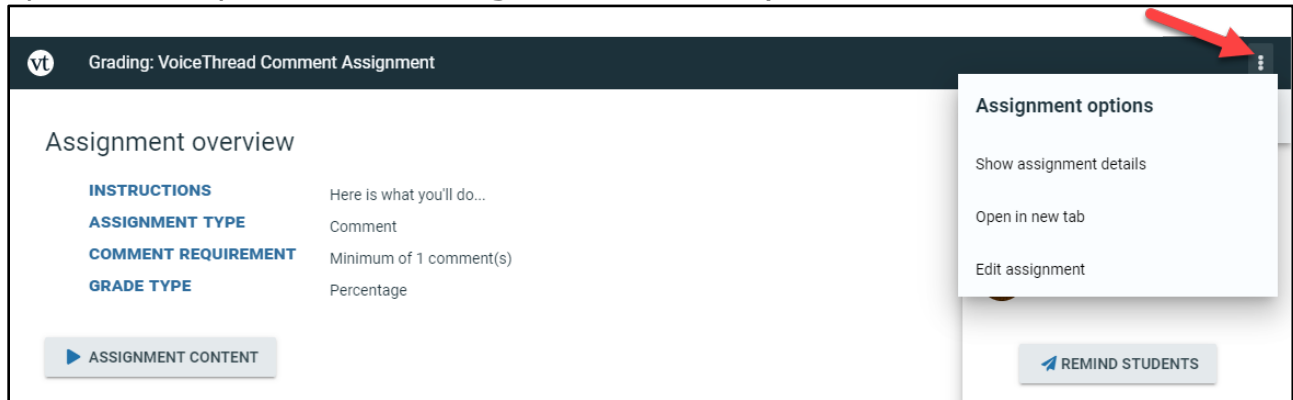 vt Grading: VoiceThread Comment Assignment
Assignment options
Show assignment details
Open in new tab
Edit assignment
Assignment overview
INSTRUCTIONS Here is what you'll do...
ASSIGNMENT TYPE Comment
COMMENT REQUIREMENT Minimum of 1 comment(s)
GRADE TYPE Percentage
ASSIGNMENT CONTENT
REMIND STUDENTS